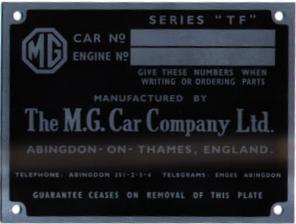 SERIES "TF"
MG
CAR Nº
ENGINE Nº
GIVE THESE NUMBERS WHEN
WRITING OR ORDERING PARTS
MANUFACTURED BY
The M.G. Car Company Ltd.
ABINGDON-ON-THAMES, ENGLAND.
TELEPHONE: ABINGDON 251-2-3-4 TELEGRAMS: EMGEE ABINGDON
GUARANTEE CEASES ON REMOVAL OF THIS PLATE